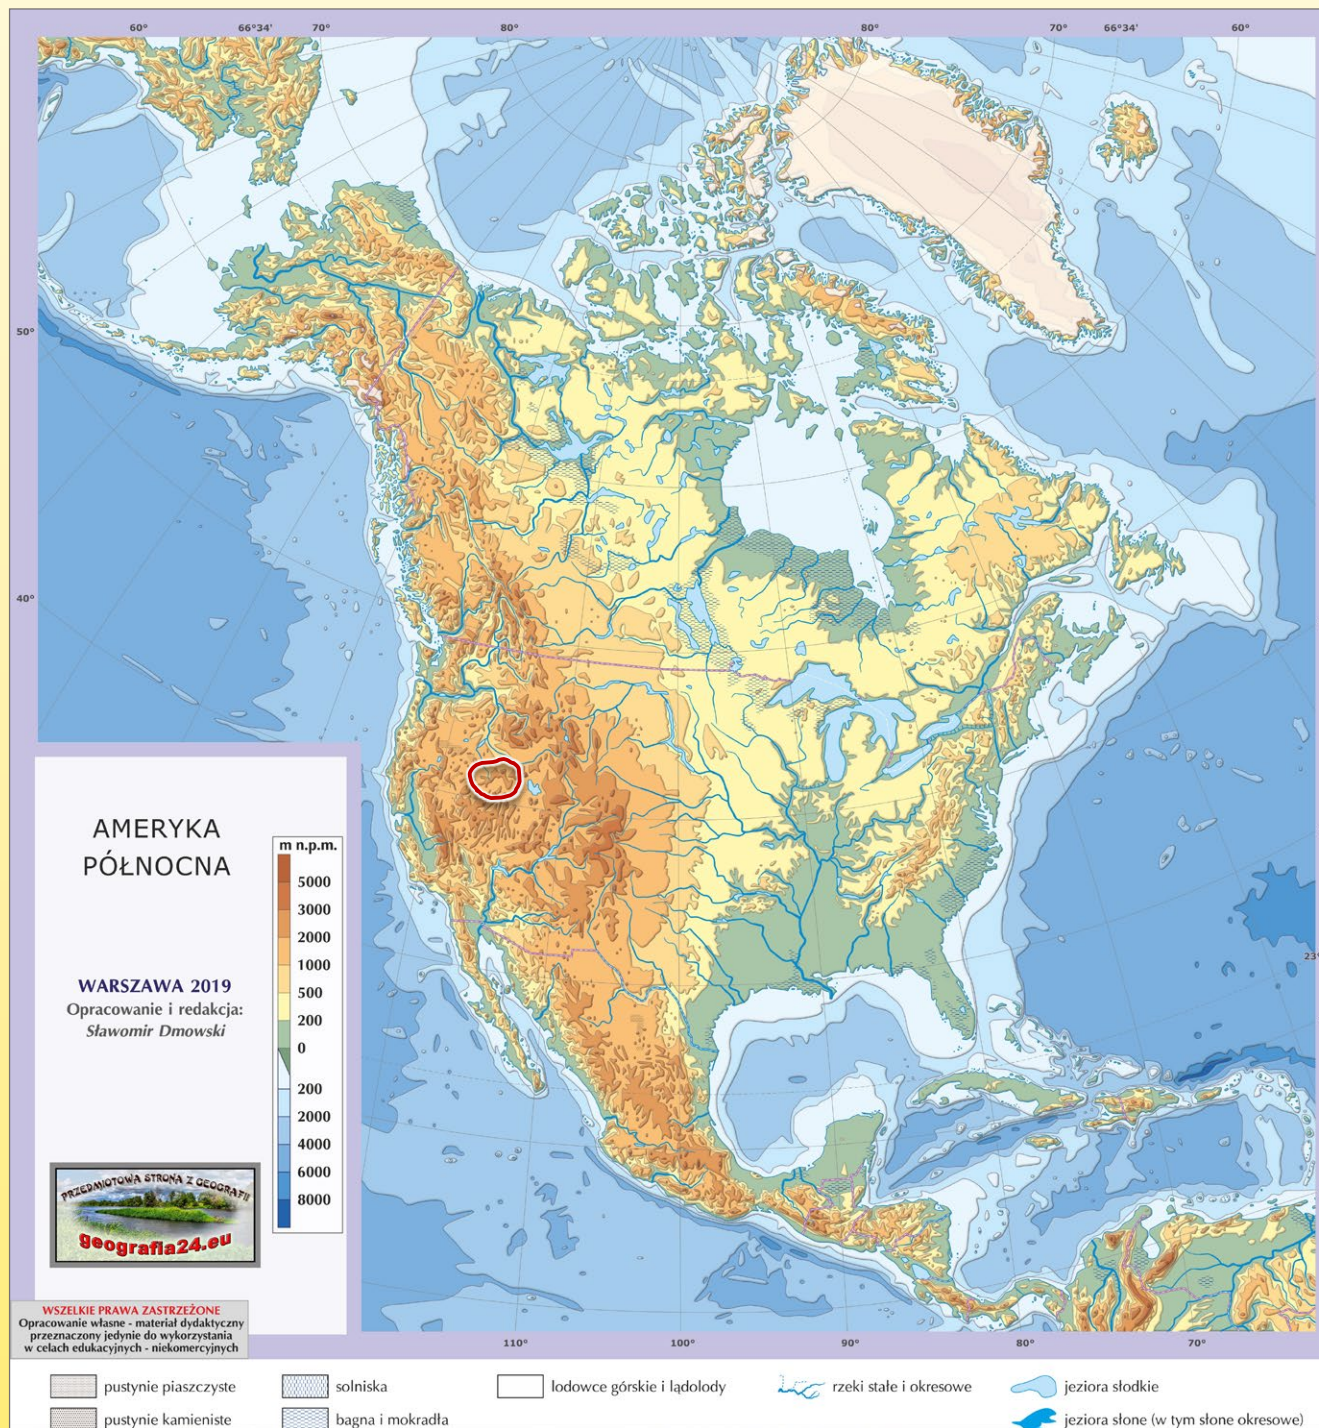 60° 66°34' 70° 80° 80° 70° 66°34' 60°
50°
40°
23°
AMERYKA
PÓŁNOCNA
WARSZAWA 2019
Opracowanie i redakcja:
Sławomir Dmowski
m n.p.m.
5000
3000
2000
1000
500
200
0
200
2000
4000
6000
8000
PRZEDMIOTOWA STRONA Z GEOGRAFII
geografia24.eu
WSZELKIE PRAWA ZASTRZEŻONE
Opracowanie własne - materiał dydaktyczny
przeznaczony jedynie do wykorzystania
w celach edukacyjnych - niekomercyjnych
110° 100° 90° 80° 70°
pustynie piaszczyste
solniska
lodowce górskie i lądolody
rzeki stałe i okresowe
jeziora słodkie
pustynie kamieniste
bagna i mokradła
jeziora słone (w tym słone okresowe)